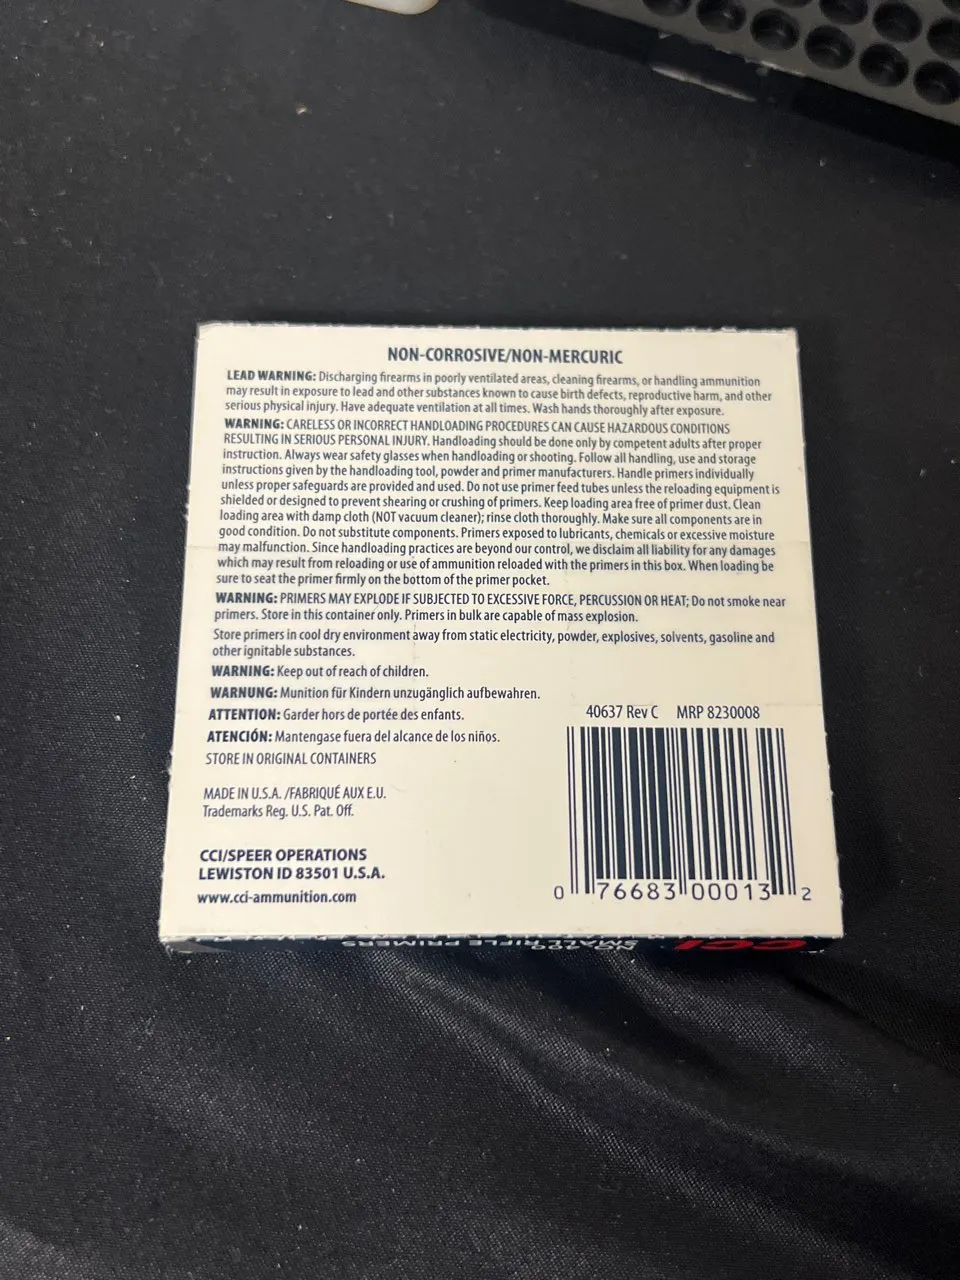 NON-CORROSIVE/NON-MERCURIC
LEAD WARNING: Discharging firearms in poorly ventilated areas, cleaning firearms, or handling ammunition
may result in exposure to lead and other substances known to cause birth defects, reproductive harm, and other
serious physical injury. Have adequate ventilation at all times. Wash hands thoroughly after exposure.
WARNING: CARELESS OR INCORRECT HANDLOADING PROCEDURES CAN CAUSE HAZARDOUS CONDITIONS
RESULTING IN SERIOUS PERSONAL INJURY. Handloading should be done only by competent adults after proper
instruction. Always wear safety glasses when handloading or shooting. Follow all handling, use and storage
instructions given by the handloading tool, powder and primer manufacturers. Handle primers individually
unless proper safeguards are provided and used. Do not use primer feed tubes unless the reloading equipment is
shielded or designed to prevent shearing or crushing of primers. Keep loading area free of primer dust. Clean
loading area with damp cloth (NOT vacuum cleaner); rinse cloth thoroughly. Make sure all components are in
good condition. Do not substitute components. Primers exposed to lubricants, chemicals or excessive moisture
may malfunction. Since handloading practices are beyond our control, we disclaim all liability for any damages
which may result from reloading or use of ammunition reloaded with the primers in this box. When loading be
sure to seat the primer firmly on the bottom of the primer pocket.
WARNING: PRIMERS MAY EXPLODE IF SUBJECTED TO EXCESSIVE FORCE, PERCUSSION OR HEAT; Do not smoke near
primers. Store in this container only. Primers in bulk are capable of mass explosion.
Store primers in cool dry environment away from static electricity, powder, explosives, solvents, gasoline and
other ignitable substances.
WARNING: Keep out of reach of children.
WARNUNG: Munition für Kindern unzugänglich aufbewahren.
ATTENTION: Garder hors de portée des enfants.
ATENCIÓN: Mantengase fuera del alcance de los niños.
STORE IN ORIGINAL CONTAINERS
MADE IN U.S.A. /FABRIQUÉ AUX E.U.
Trademarks Reg. U.S. Pat. Off.
CCI/SPEER OPERATIONS
LEWISTON ID 83501 U.S.A.
www.cci-ammunition.com
40637 Rev C MRP 8230008
0 76683 00013 2
CCI
SMALL RIFLE PRIMERS